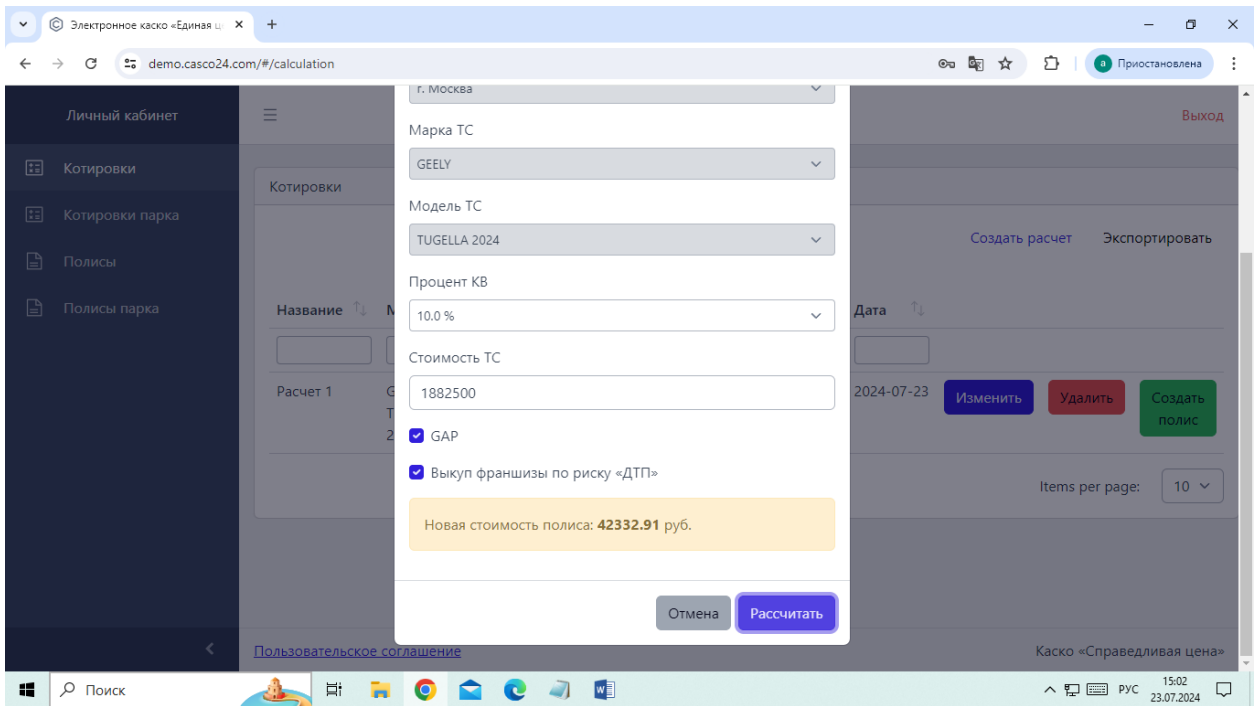 Электронное каско «Единая ц
demo.casco24.com/#/calculation
а
Приостановлена
Личный кабинет
Выход
Котировки
Котировки парка
Полисы
Полисы парка
Котировки
Создать расчет Экспортировать
Название
Дата
Расчет 1
2024-07-23
Изменить
Удалить
Создать
полис
Items per page: 10
г. Москва
Марка ТС
GEELY
Модель ТС
TUGELLA 2024
Процент КВ
10.0 %
Стоимость ТС
1882500
GAP
Выкуп франшизы по риску «ДТП»
Новая стоимость полиса: 42332.91 руб.
Отмена Рассчитать
Пользовательское соглашение
Каско «Справедливая цена»
Поиск
РУС
15:02
23.07.2024